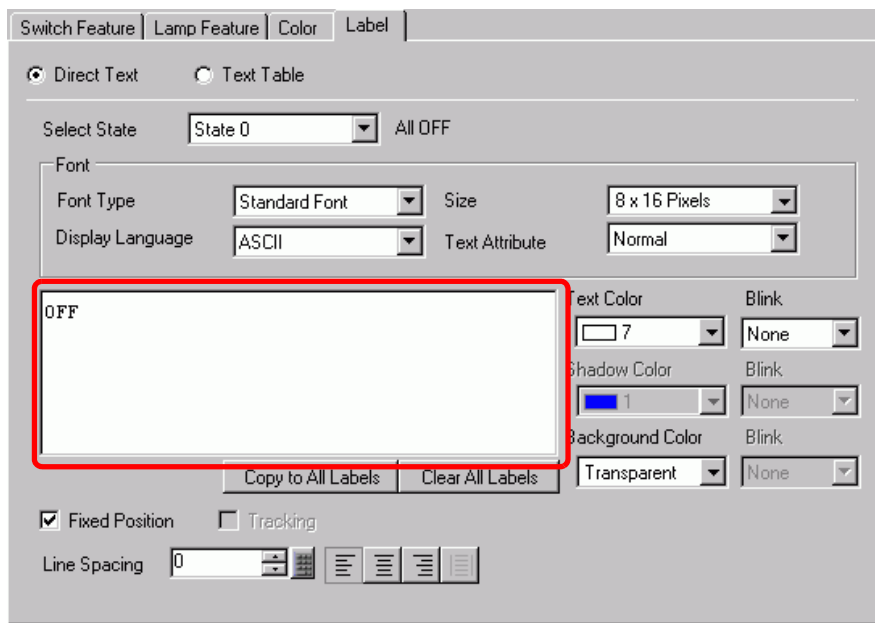 Switch Feature Lamp Feature Color Label
Direct Text Text Table
Select State State 0 All OFF
Font
Font Type Standard Font Size 8 x 16 Pixels
Display Language ASCII Text Attribute Normal
OFF
Text Color Blink
7 None
Shadow Color Blink
1 None
Background Color Blink
Transparent None
Copy to All Labels Clear All Labels
Fixed Position Tracking
Line Spacing 0